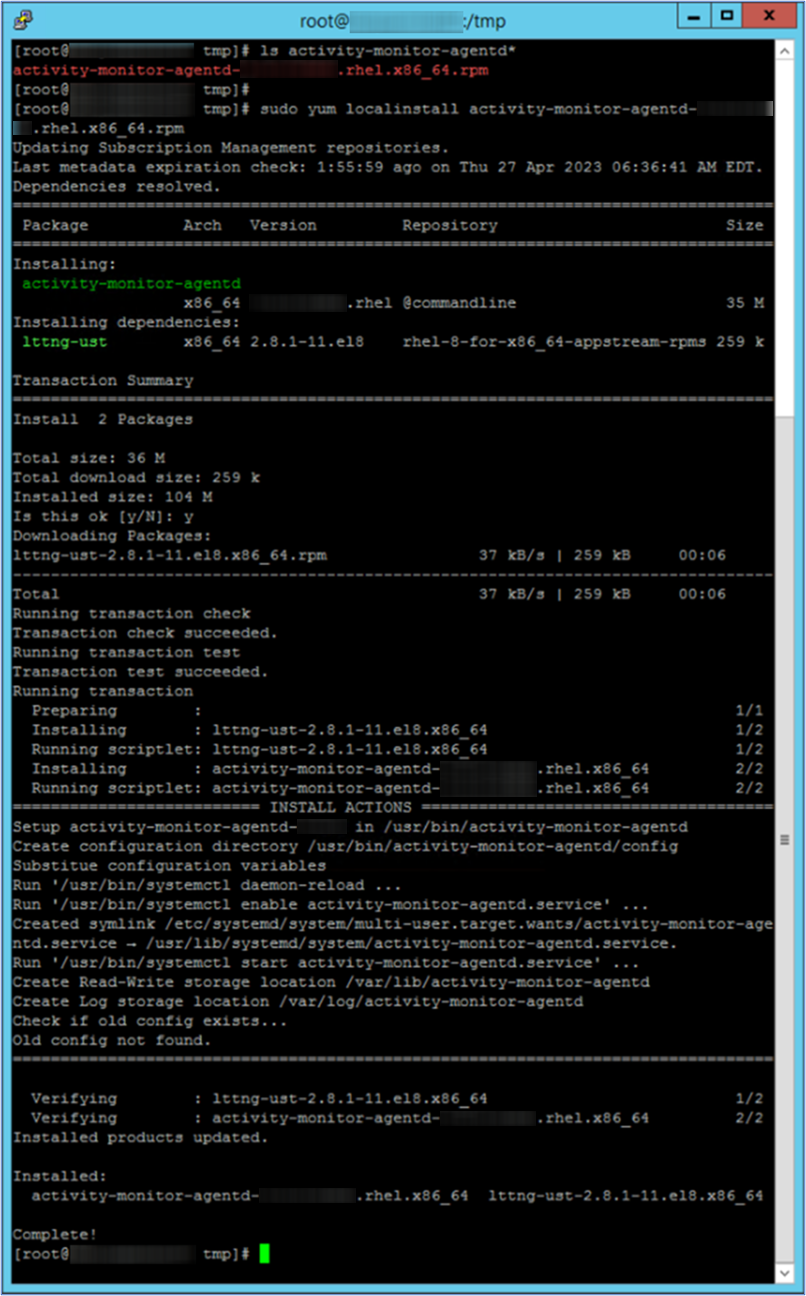 root@ :/tmp
[root@ tmp]# ls activity-monitor-agentd*
activity-monitor-agentd- .rhel.x86_64.rpm
[root@ tmp]#
[root@ tmp]# sudo yum localinstall activity-monitor-agentd-
.rhel.x86_64.rpm
Updating Subscription Management repositories.
Last metadata expiration check: 1:55:59 ago on Thu 27 Apr 2023 06:36:41 AM EDT.
Dependencies resolved.
================================================================================
Package Arch Version Repository Size
================================================================================
Installing:
activity-monitor-agentd
x86_64 .rhel @commandline 35 M
Installing dependencies:
lttng-ust x86_64 2.8.1-11.el8 rhel-8-for-x86_64-appstream-rpms 259 k
Transaction Summary
================================================================================
Install 2 Packages
Total size: 36 M
Total download size: 259 k
Installed size: 104 M
Is this ok [y/N]: y
Downloading Packages:
lttng-ust-2.8.1-11.el8.x86_64.rpm 37 kB/s | 259 kB 00:06
--------------------------------------------------------------------------------
Total 37 kB/s | 259 kB 00:06
Running transaction check
Transaction check succeeded.
Running transaction test
Transaction test succeeded.
Running transaction
Preparing : 1/1
Installing : lttng-ust-2.8.1-11.el8.x86_64 1/2
Running scriptlet: lttng-ust-2.8.1-11.el8.x86_64 1/2
Installing : activity-monitor-agentd- .rhel.x86_64 2/2
Running scriptlet: activity-monitor-agentd- .rhel.x86_64 2/2
========================== INSTALL ACTIONS =====================================
Setup activity-monitor-agentd- in /usr/bin/activity-monitor-agentd
Create configuration directory /usr/bin/activity-monitor-agentd/config
Substitue configuration variables
Run '/usr/bin/systemctl daemon-reload ...
Run '/usr/bin/systemctl enable activity-monitor-agentd.service' ...
Created symlink /etc/systemd/system/multi-user.target.wants/activity-monitor-age
ntd.service → /usr/lib/systemd/system/activity-monitor-agentd.service.
Run '/usr/bin/systemctl start activity-monitor-agentd.service' ...
Create Read-Write storage location /var/lib/activity-monitor-agentd
Create Log storage location /var/log/activity-monitor-agentd
Check if old config exists...
Old config not found.
================================================================================
Verifying : lttng-ust-2.8.1-11.el8.x86_64 1/2
Verifying : activity-monitor-agentd- .rhel.x86_64 2/2
Installed products updated.
Installed:
activity-monitor-agentd- .rhel.x86_64 lttng-ust-2.8.1-11.el8.x86_64
Complete!
[root@ tmp]#